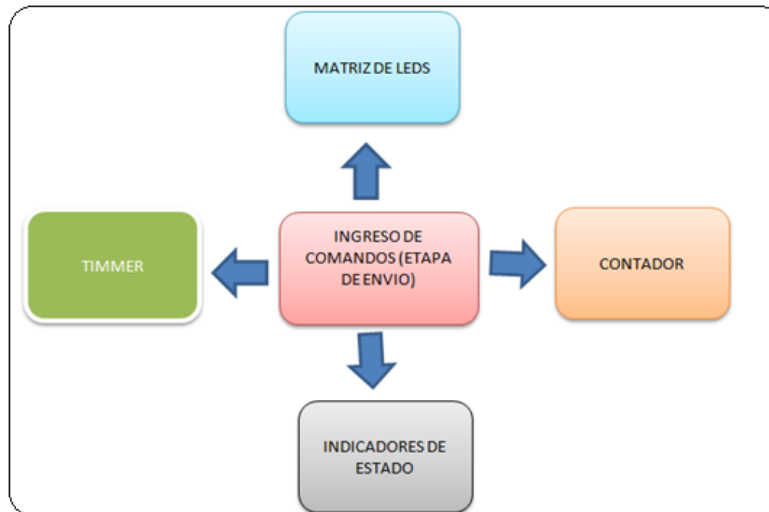 MATRIZ DE LEDS
TIMMER
INGRESO DE
COMANDOS (ETAPA
DE ENVIO)
CONTADOR
INDICADORES DE
ESTADO